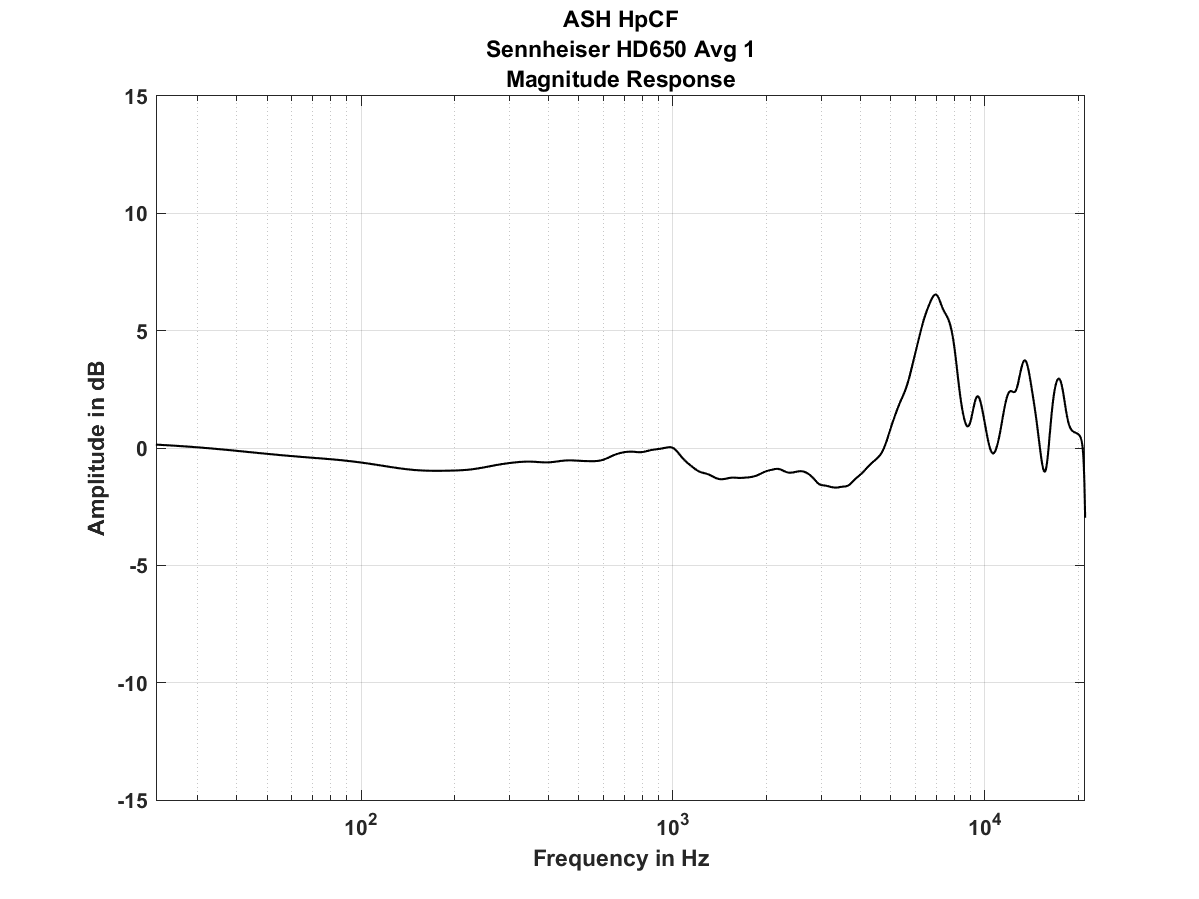 ASH HpCF
Sennheiser HD650 Avg 1
Magnitude Response
15
10
5
0
-5
-10
-15
Amplitude in dB
10²
10³
10⁴
Frequency in Hz